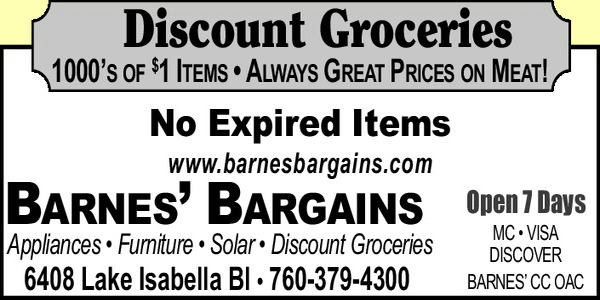 Discount Groceries
1000's of $1 Items • Always Great Prices on Meat!
No Expired Items
www.barnesbargains.com
Barnes' Bargains
Appliances • Furniture • Solar • Discount Groceries
6408 Lake Isabella Bl • 760-379-4300
Open 7 Days
MC • VISA
DISCOVER
BARNES' CC OAC